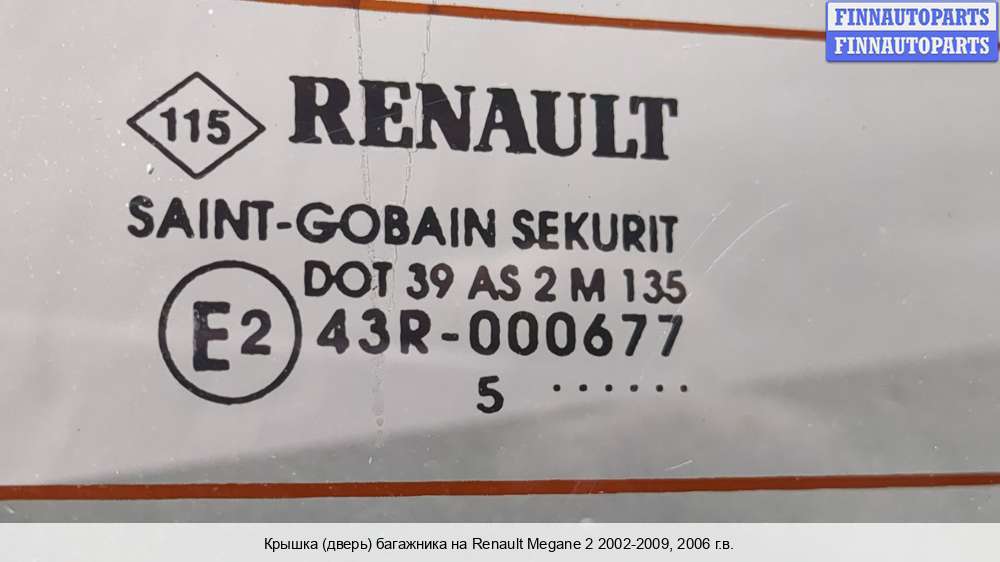 FINNAUTOPARTS
FINNAUTOPARTS
115 RENAULT
SAINT-GOBAIN SEKURIT
DOT 39 AS 2 M 135
E2 43R-000677
5 ......
Крышка (дверь) багажника на Renault Megane 2 2002-2009, 2006 г.в.